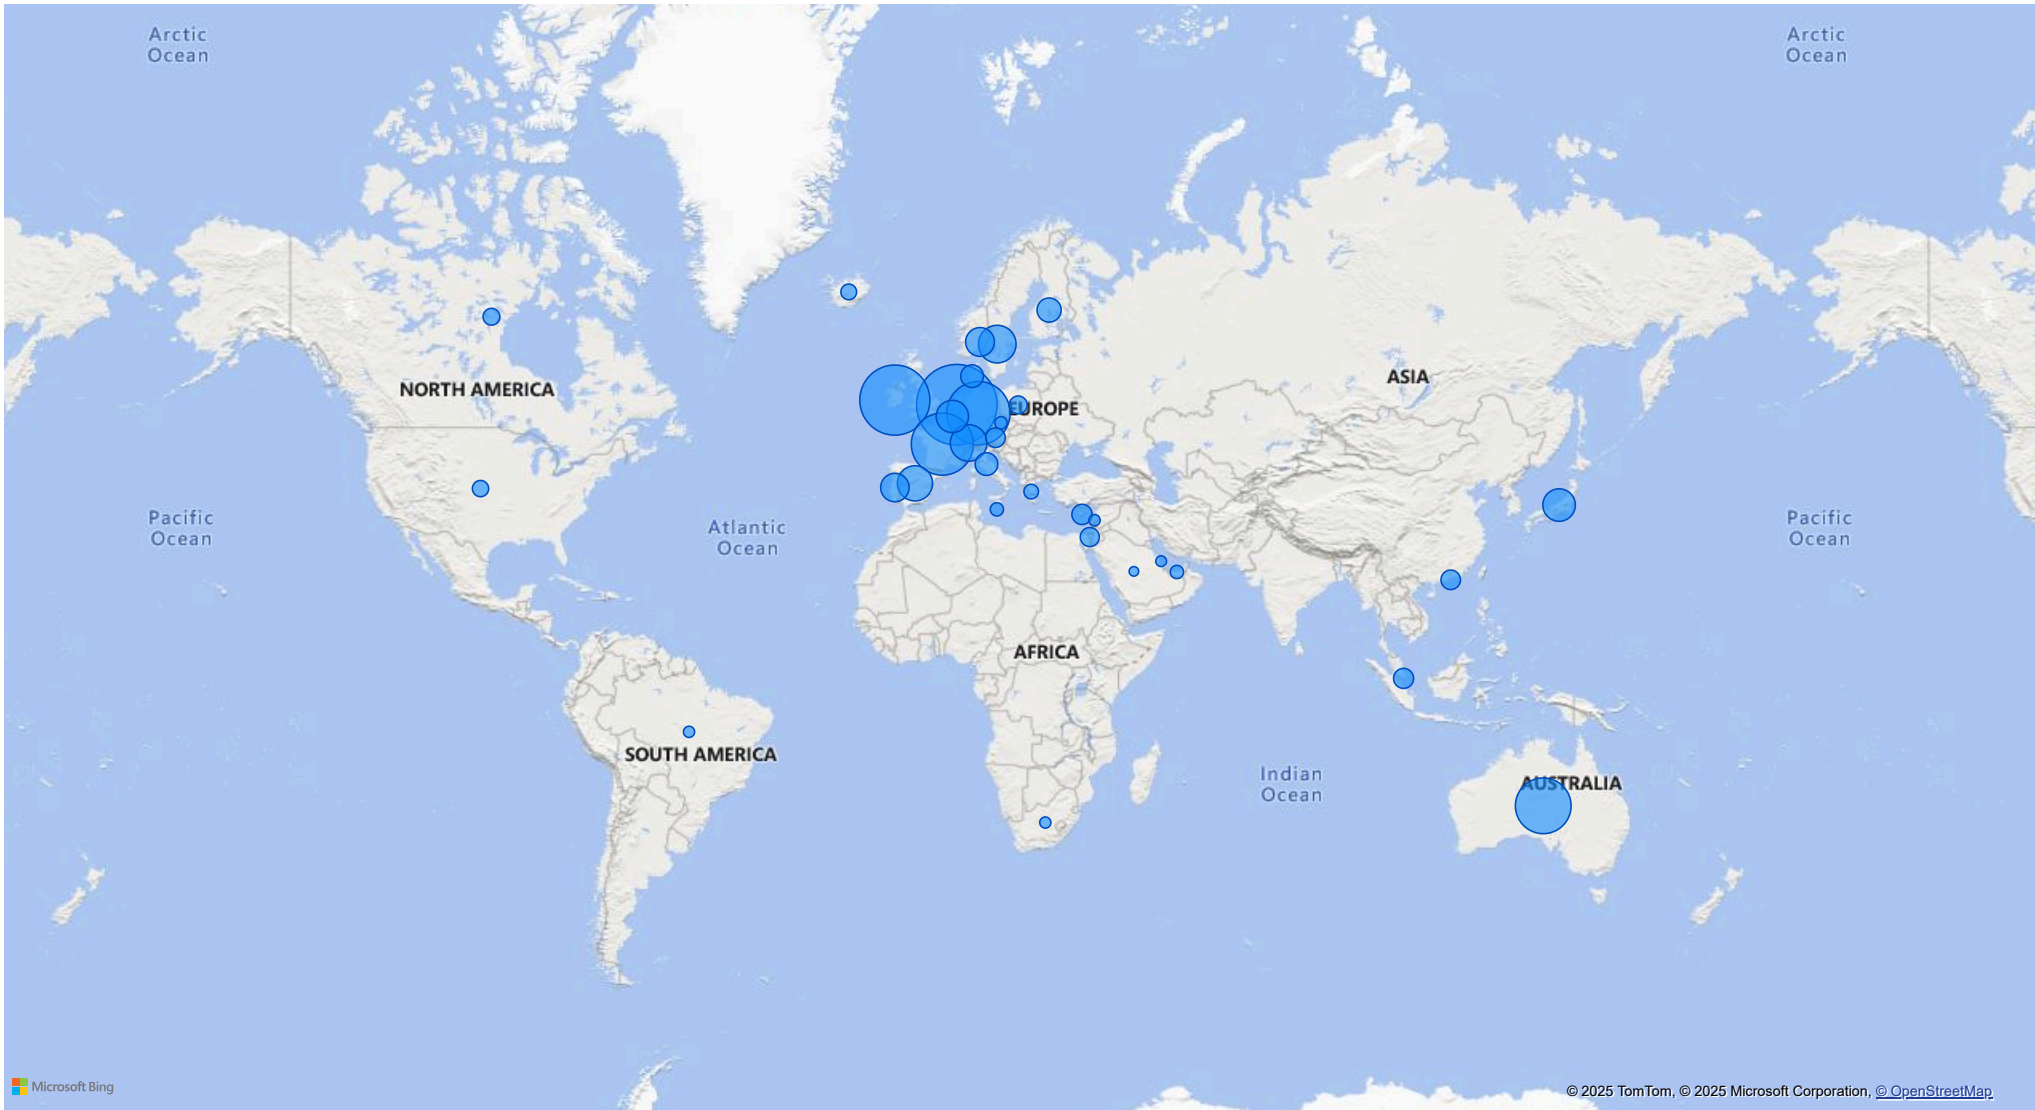 Arctic
Ocean
Arctic
Ocean
NORTH AMERICA
EUROPE
ASIA
Pacific
Ocean
Atlantic
Ocean
Pacific
Ocean
AFRICA
SOUTH AMERICA
Indian
Ocean
AUSTRALIA
Microsoft Bing
© 2025 TomTom, © 2025 Microsoft Corporation, © OpenStreetMap